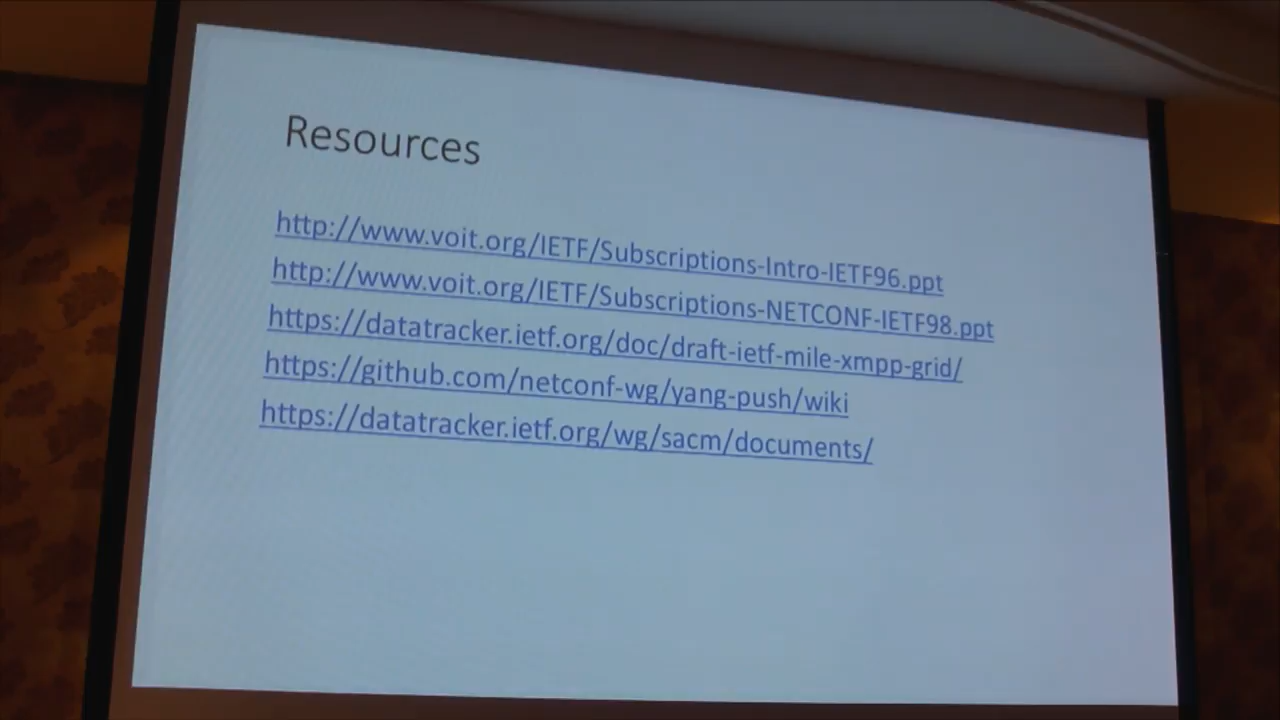 Resources
http://www.voit.org/IETF/Subscriptions-Intro-IETF96.ppt
http://www.voit.org/IETF/Subscriptions-NETCONF-IETF98.ppt
https://datatracker.ietf.org/doc/draft-ietf-mile-xmpp-grid/
https://github.com/netconf-wg/yang-push/wiki
https://datatracker.ietf.org/wg/sacm/documents/